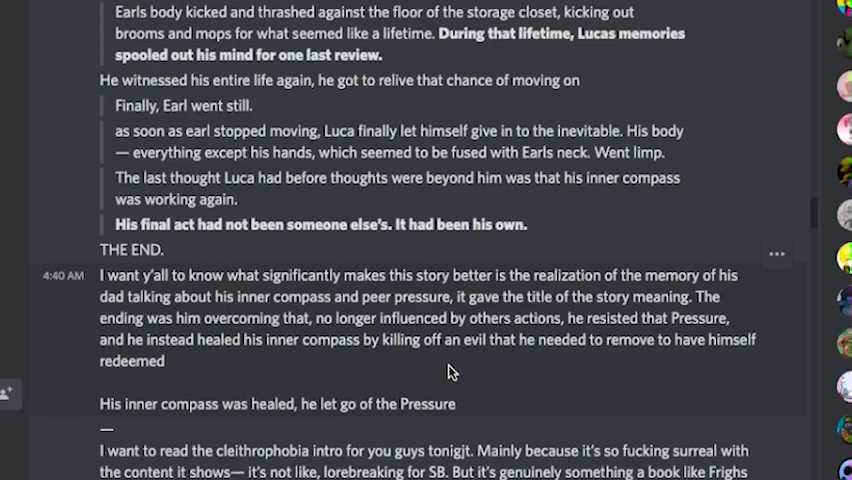 Earls body kicked and thrashed against the floor of the storage closet, kicking out
brooms and mops for what seemed like a lifetime. During that lifetime, Lucas memories
spooled out his mind for one last review.
He witnessed his entire life again, he got to relive that chance of moving on
Finally, Earl went still.
as soon as earl stopped moving, Luca finally let himself give in to the inevitable. His body
— everything except his hands, which seemed to be fused with Earls neck. Went limp.
The last thought Luca had before thoughts were beyond him was that his inner compass
was working again.
His final act had not been someone else's. It had been his own.
THE END.
4:40 AM I want y'all to know what significantly makes this story better is the realization of the memory of his
dad talking about his inner compass and peer pressure, it gave the title of the story meaning. The
ending was him overcoming that, no longer influenced by others actions, he resisted that Pressure,
and he instead healed his inner compass by killing off an evil that he needed to remove to have himself
redeemed
His inner compass was healed, he let go of the Pressure
—
I want to read the cleithrophobia intro for you guys tonigjt. Mainly because it's so fucking surreal with
the content it shows— it's not like, lorebreaking for SB. But it's genuinely something a book like Frighs